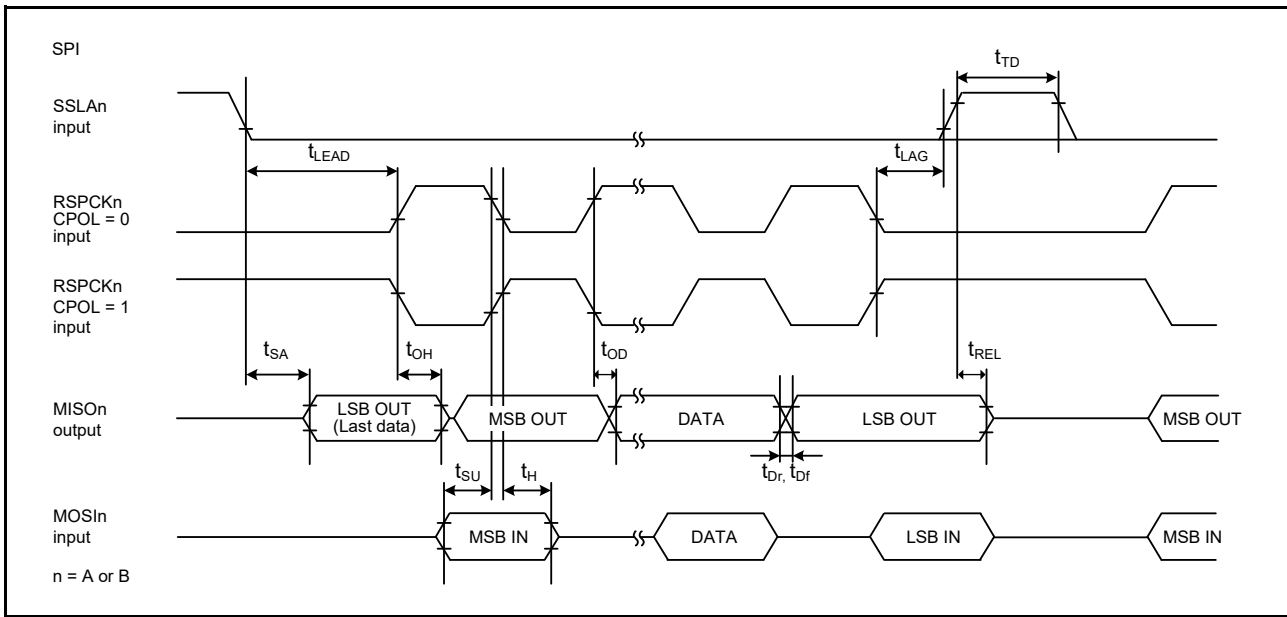 SPI
tTD
SSLAn
input
tLEAD
tLAG
RSPCKn
CPOL = 0
input
RSPCKn
CPOL = 1
input
tSA
tOH
tOD
tREL
MISOn
output
LSB OUT
(Last data)
MSB OUT
DATA
LSB OUT
MSB OUT
tSU
tH
tDr, tDf
MOSIn
input
MSB IN
DATA
LSB IN
MSB IN
n = A or B